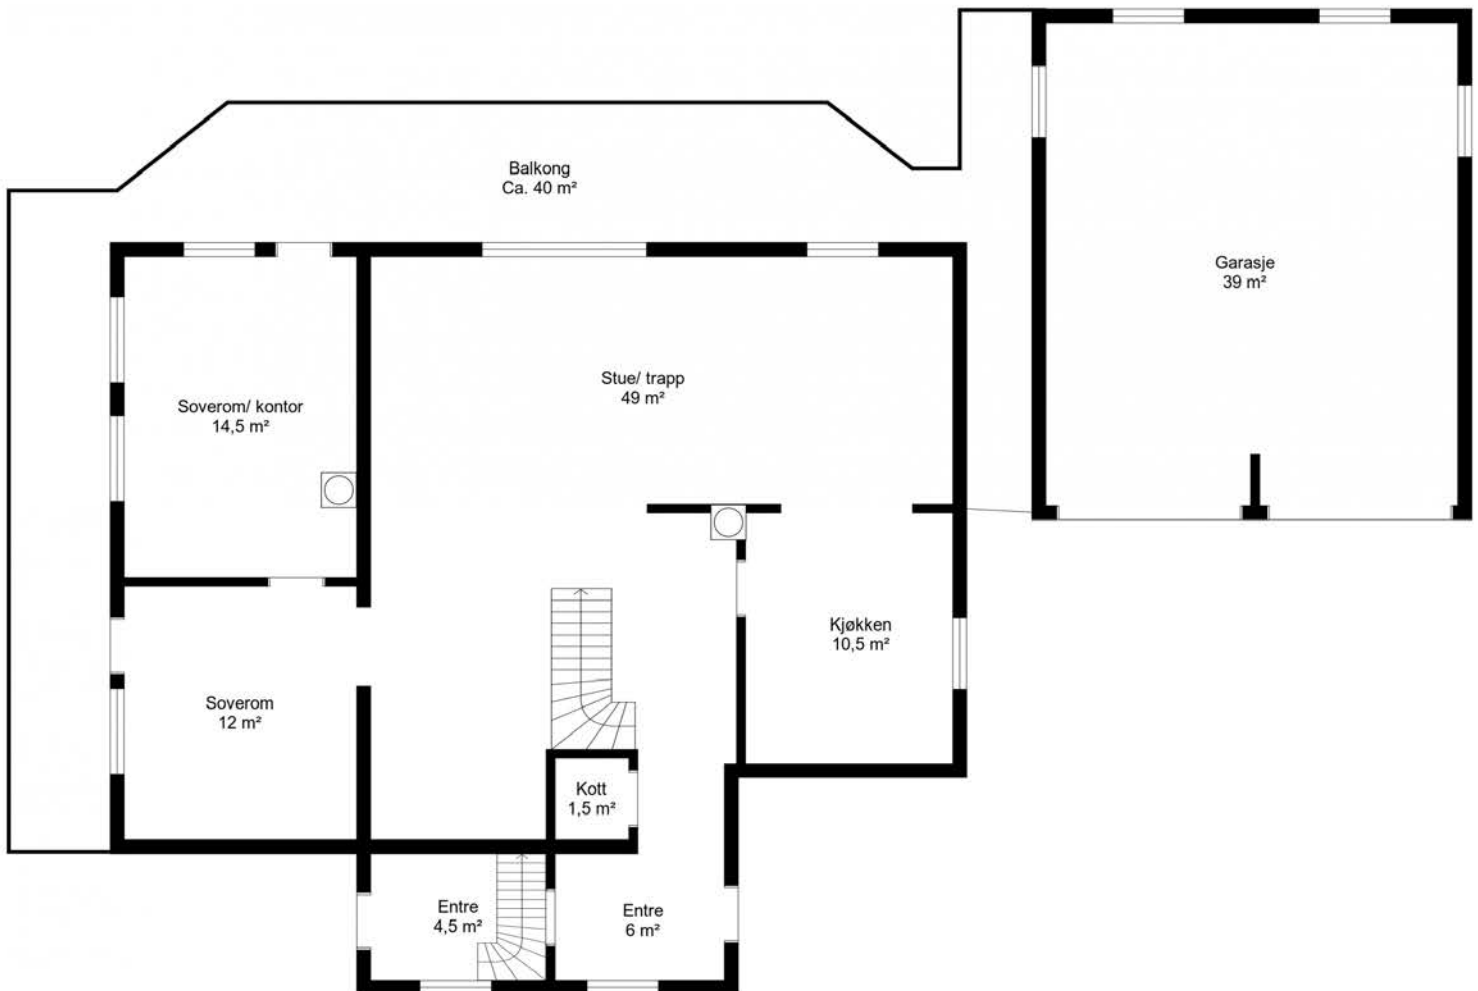 Balkong
Ca. 40 m²
Garasje
39 m²
Stue/ trapp
49 m²
Soverom/ kontor
14,5 m²
Kjøkken
10,5 m²
Soverom
12 m²
Kott
1,5 m²
Entre
4,5 m²
Entre
6 m²